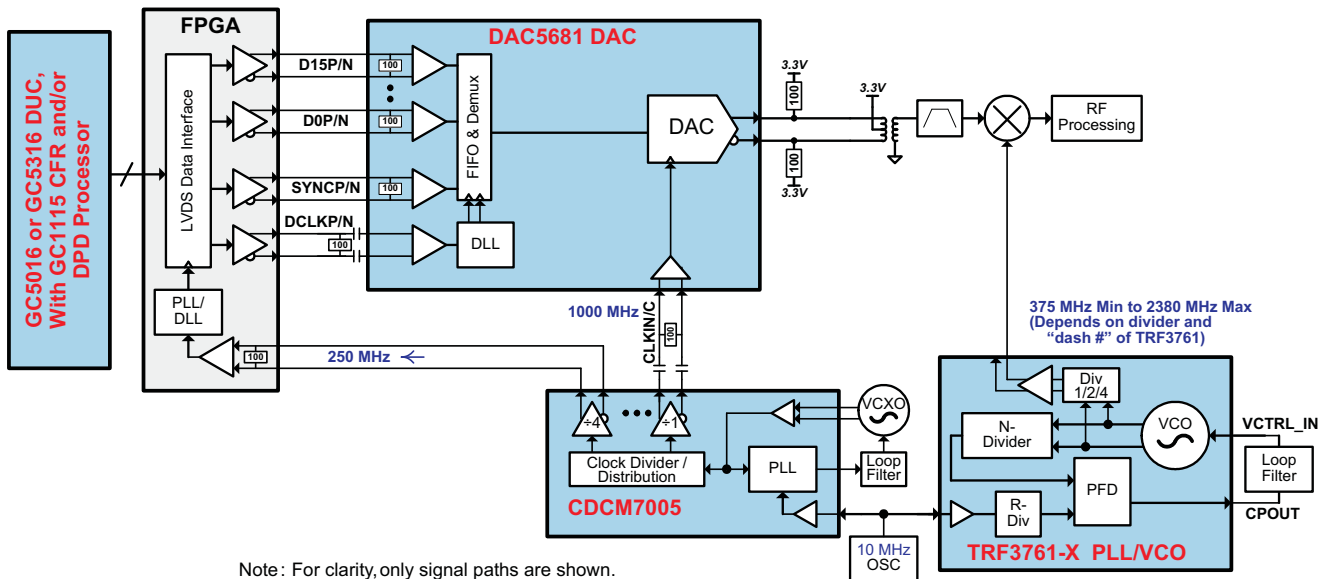 GC5016 or GC5316 DUC,
With GC1115 CFR and/or
DPD Processor
FPGA
LVDS Data Interface
PLL/
DLL
100
250 MHz
D15P/N
100
D0P/N
100
SYNCP/N
100
DCLKP/N
100
DAC5681 DAC
FIFO & Demux
DLL
DAC
1000 MHz
CLKIN/C
100
3.3V
100
100
3.3V
3.3V
RF
Processing
375 MHz Min to 2380 MHz Max
(Depends on divider and
"dash #" of TRF3761)
÷4
÷1
Clock Divider /
Distribution
PLL
VCXO
Loop
Filter
CDCM7005
10 MHz
OSC
Div
1/2/4
N-
Divider
VCO
PFD
R-
Div
VCTRL_IN
Loop
Filter
CPOUT
TRF3761-X PLL/VCO
Note: For clarity, only signal paths are shown.